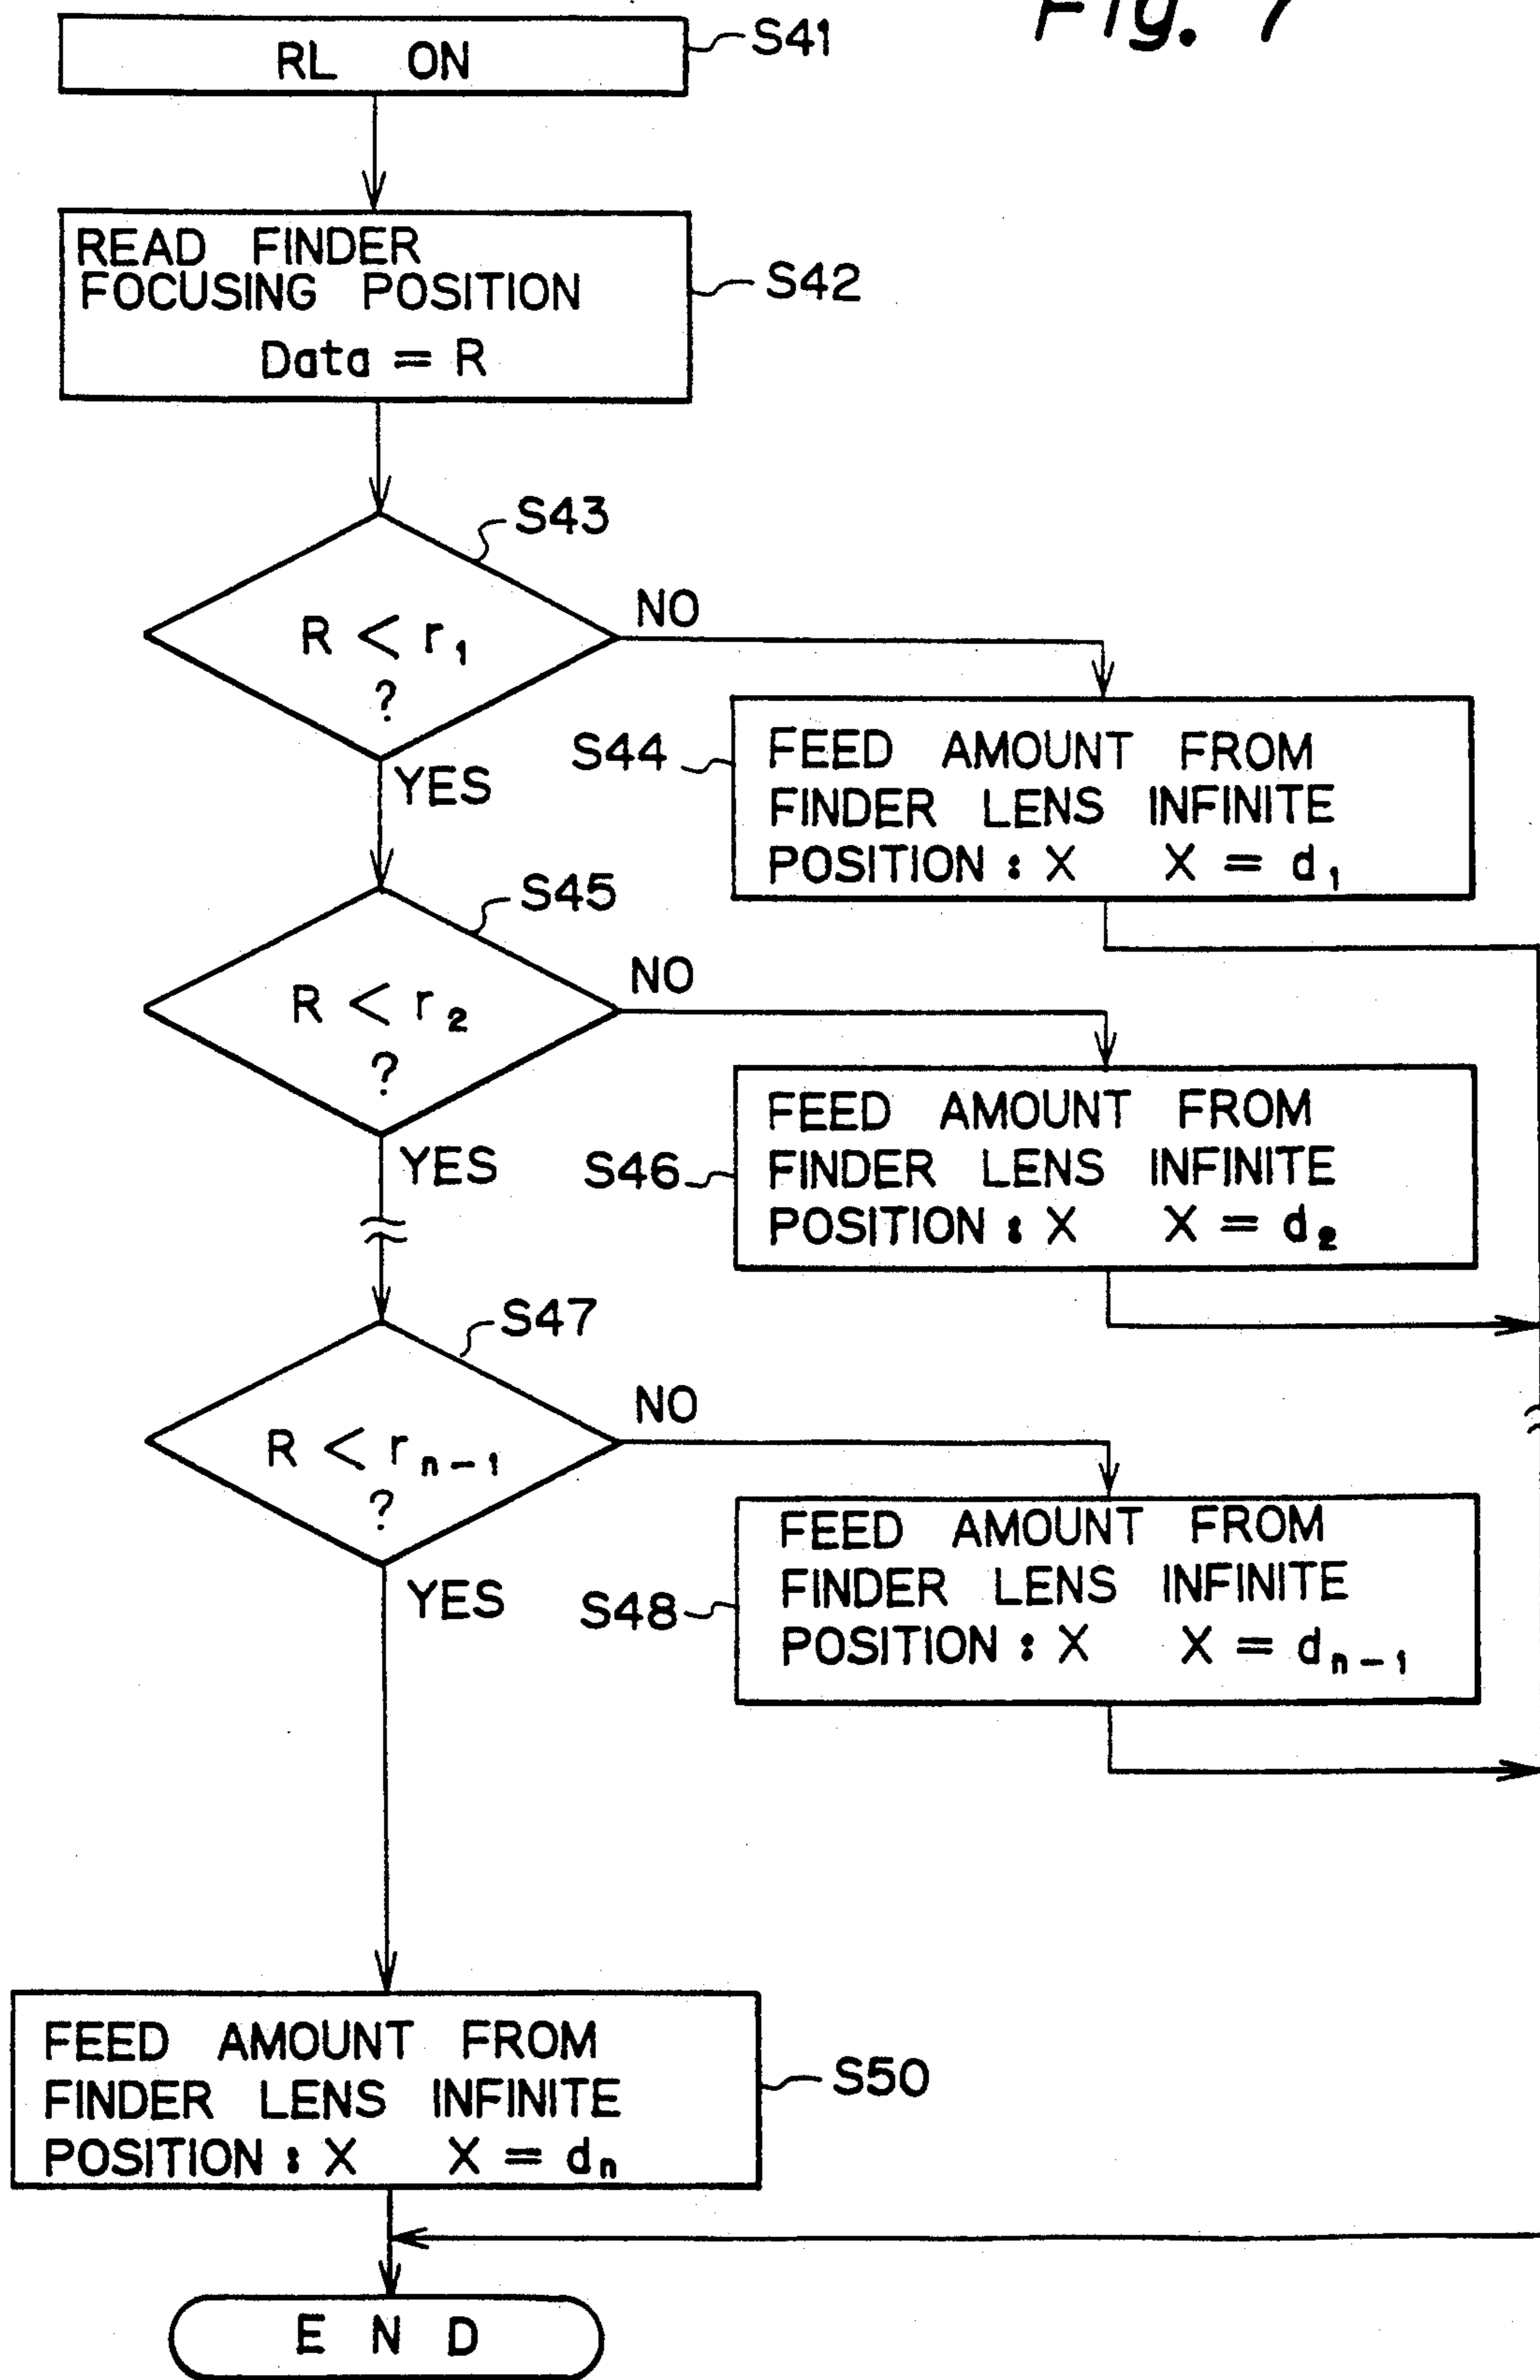 Fig. 7
RL ON
S41
READ FINDER
FOCUSING POSITION
Data = R
S42
S43
R < r₁
?
NO
YES
S44
FEED AMOUNT FROM
FINDER LENS INFINITE
POSITION : X X = d₁
S45
R < r₂
?
NO
YES
S46
FEED AMOUNT FROM
FINDER LENS INFINITE
POSITION : X X = d₂
S47
R < rₙ₋₁
?
NO
YES
S48
FEED AMOUNT FROM
FINDER LENS INFINITE
POSITION : X X = dₙ₋₁
FEED AMOUNT FROM
FINDER LENS INFINITE
POSITION : X X = dₙ
S50
END